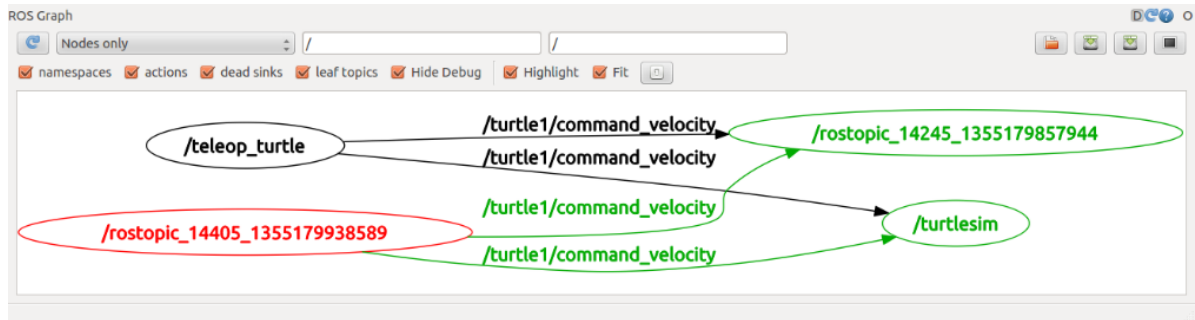 ROS Graph
D O
Nodes only / /
namespaces actions dead sinks leaf topics Hide Debug Highlight Fit
/teleop_turtle
/turtle1/command_velocity
/rostopic_14245_1355179857944
/turtle1/command_velocity
/turtle1/command_velocity
/turtlesim
/rostopic_14405_1355179938589
/turtle1/command_velocity